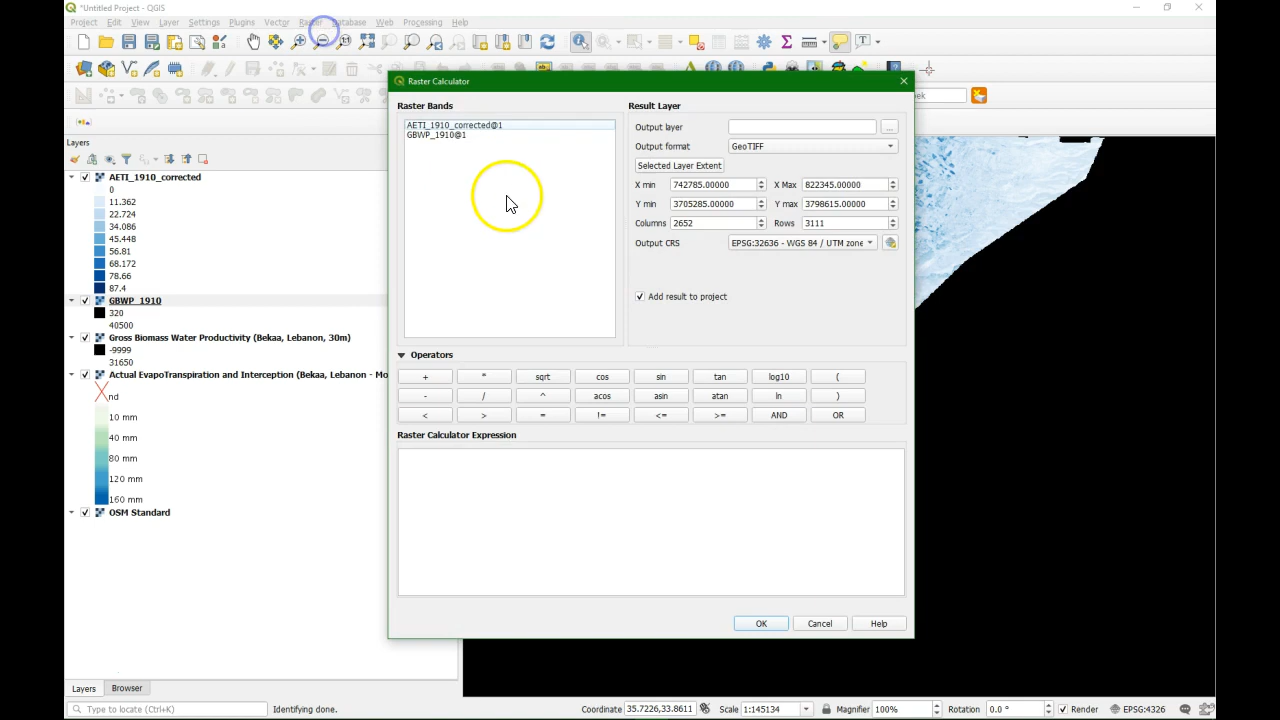 *Untitled Project - QGIS
Project Edit View Layer Settings Plugins Vector Raster Database Web Processing Help
Raster Calculator
Raster Bands
AETI_1910_corrected@1
GBWP_1910@1
Result Layer
Output layer
...
Output format GeoTIFF
Selected Layer Extent
X min 742785.00000 X Max 822345.00000
Y min 3705285.00000 Y max 3798615.00000
Columns 2652 Rows 3111
Output CRS EPSG:32636 - WGS 84 / UTM zone
Add result to project
Operators
+ * sqrt cos sin tan log10 (
- / ^ acos asin atan ln )
< > = != <= >= AND OR
Raster Calculator Expression
OK Cancel Help
Layers
AETI_1910_corrected
0
11.362
22.724
34.086
45.448
56.81
68.172
78.66
87.4
GBWP_1910
320
40500
Gross Biomass Water Productivity (Bekaa, Lebanon, 30m)
-9999
31650
Actual EvapoTranspiration and Interception (Bekaa, Lebanon - Mo
nd
10 mm
40 mm
80 mm
120 mm
160 mm
OSM Standard
Layers Browser
Type to locate (Ctrl+K) Identifying done. Coordinate 35.7226,33.8611 Scale 1:145134 Magnifier 100% Rotation 0.0 ° Render EPSG:4326